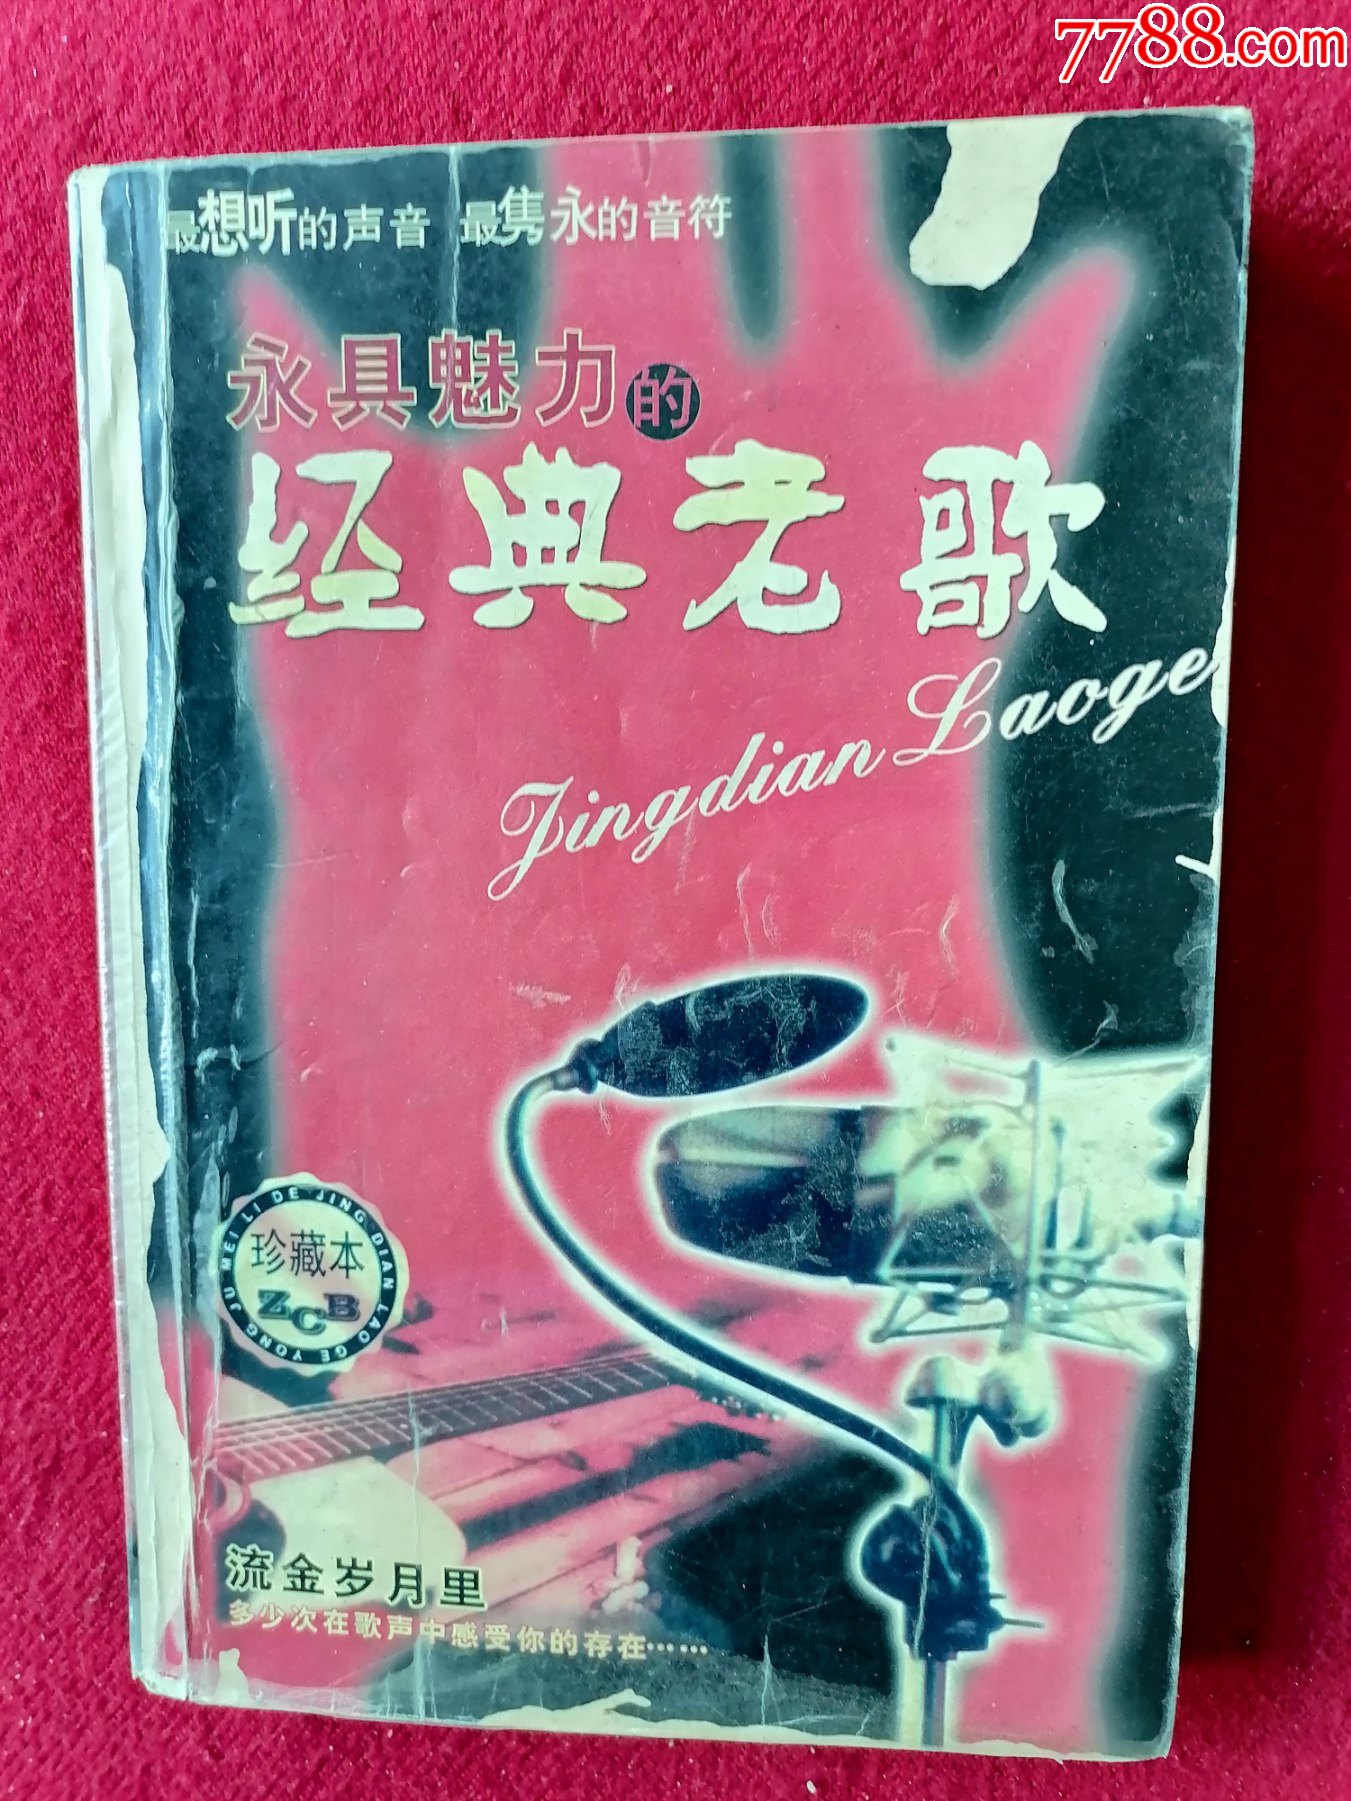 7788.com
最想听的声音 最隽永的音符
永具魅力的
经典老歌
Jingdian Laoge
YONG JU MEI LI DE JING DIAN LAO GE
珍藏本
ZCB
流金岁月里
多少次在歌声中感受你的存在……